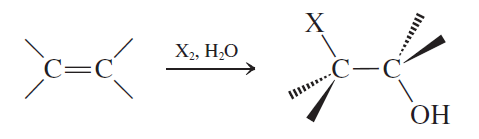 X
X₂, H₂O
C=C
C–C
OH